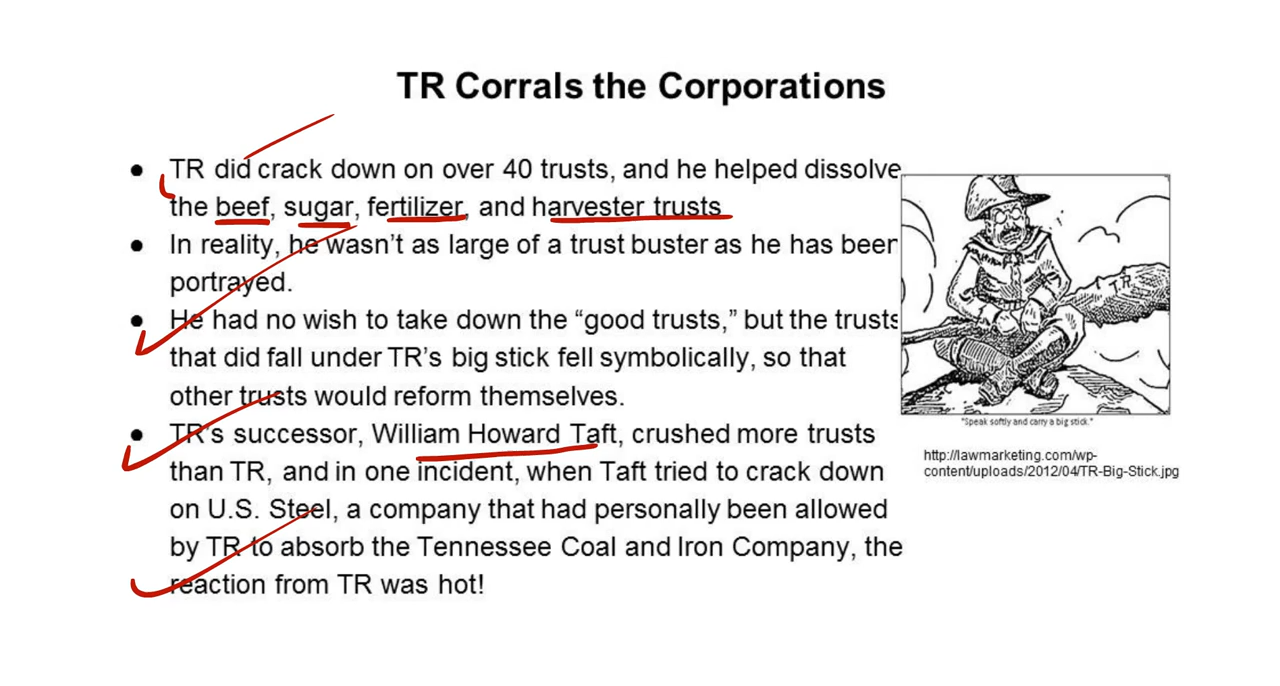 TR Corrals the Corporations
● TR did crack down on over 40 trusts, and he helped dissolve
the beef, sugar, fertilizer, and harvester trusts
● In reality, he wasn't as large of a trust buster as he has been
portrayed.
● He had no wish to take down the “good trusts,” but the trusts
that did fall under TR’s big stick fell symbolically, so that
other trusts would reform themselves.
● TR’s successor, William Howard Taft, crushed more trusts
than TR, and in one incident, when Taft tried to crack down
on U.S. Steel, a company that had personally been allowed
by TR to absorb the Tennessee Coal and Iron Company, the
reaction from TR was hot!
T.R.
"Speak softly and carry a big stick."
http://lawmarketing.com/wp-
content/uploads/2012/04/TR-Big-Stick.jpg